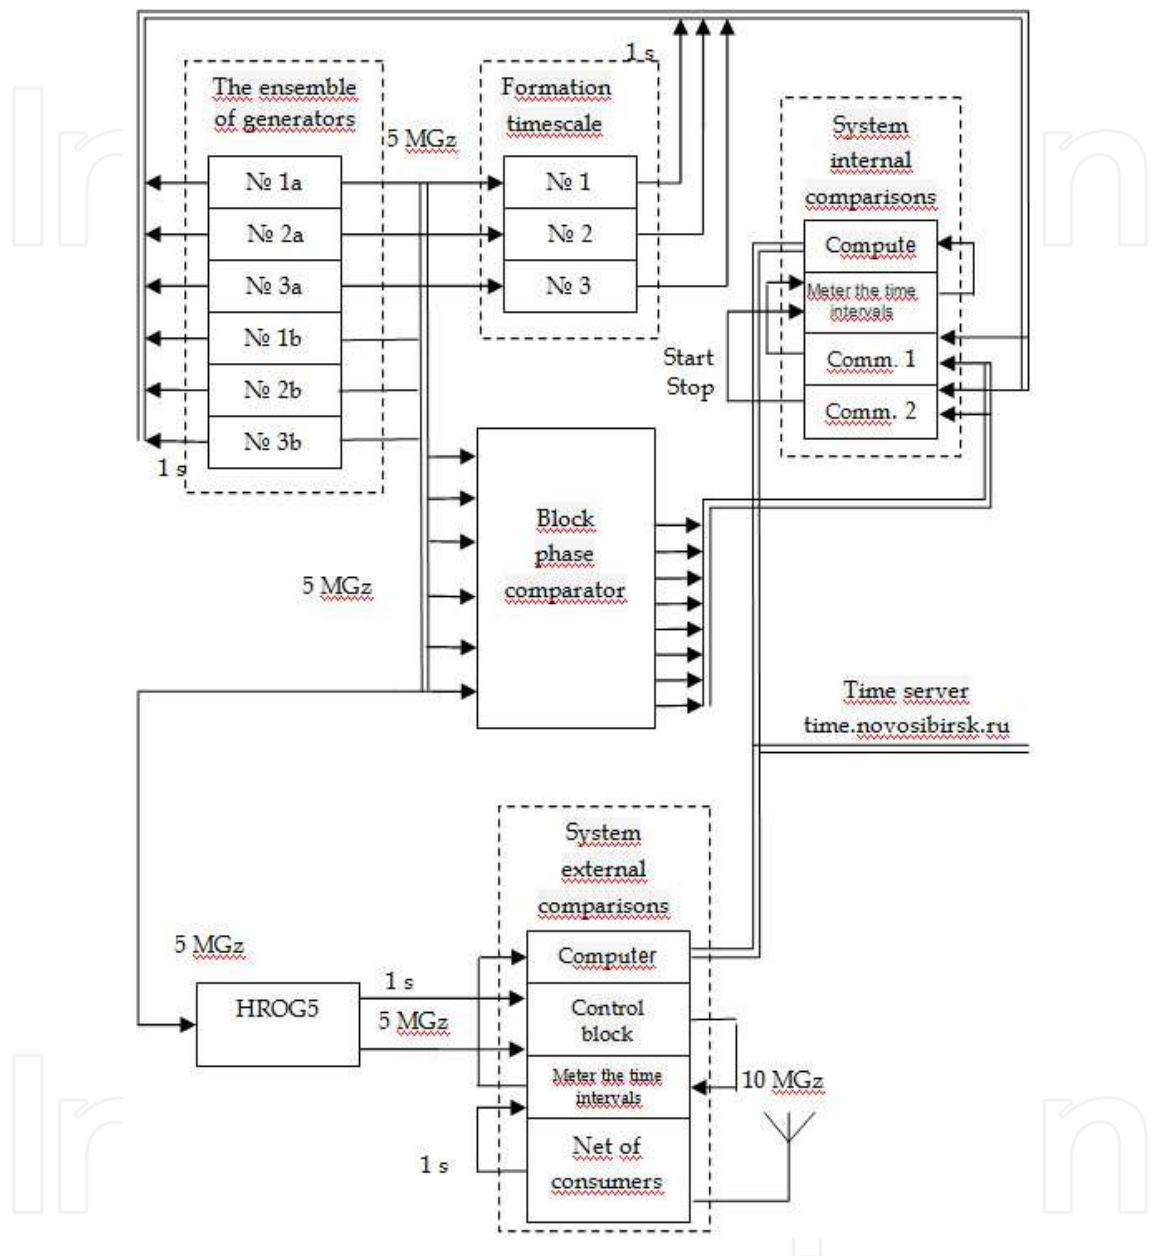 1 s
The ensemble
of generators
Formation
timescale
5 MGz
System
internal
comparisons
№ 1a
№ 2a
№ 3a
№ 1b
№ 2b
№ 3b
1 s
№ 1
№ 2
№ 3
Compute
Meter the time
intervals
Comm. 1
Comm. 2
Start
Stop
Block
phase
comparator
5 MGz
Time server
time.novosibirsk.ru
System
external
comparisons
5 MGz
HROG5
1 s
5 MGz
Computer
Control
block
Meter the time
intervals
Net of
consumers
10 MGz
1 s